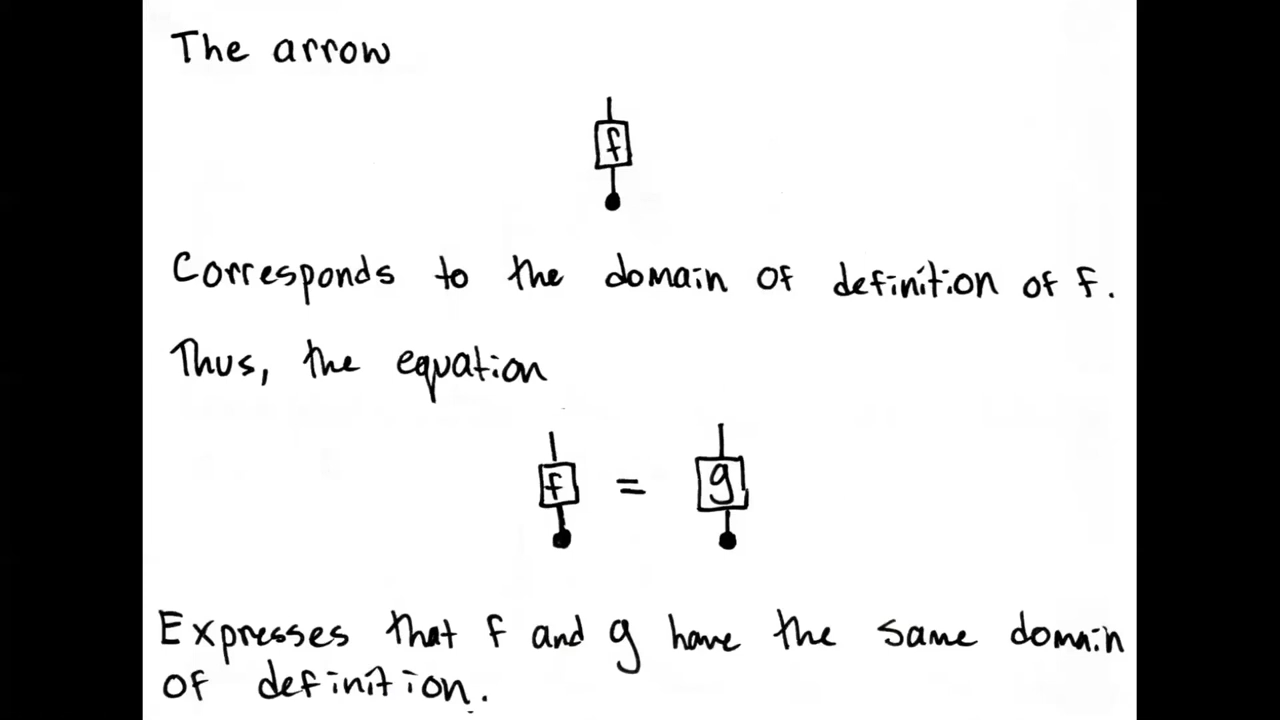 The arrow
f
Corresponds to the domain of definition of f.
Thus, the equation
f = g
Expresses that f and g have the same domain
of definition.